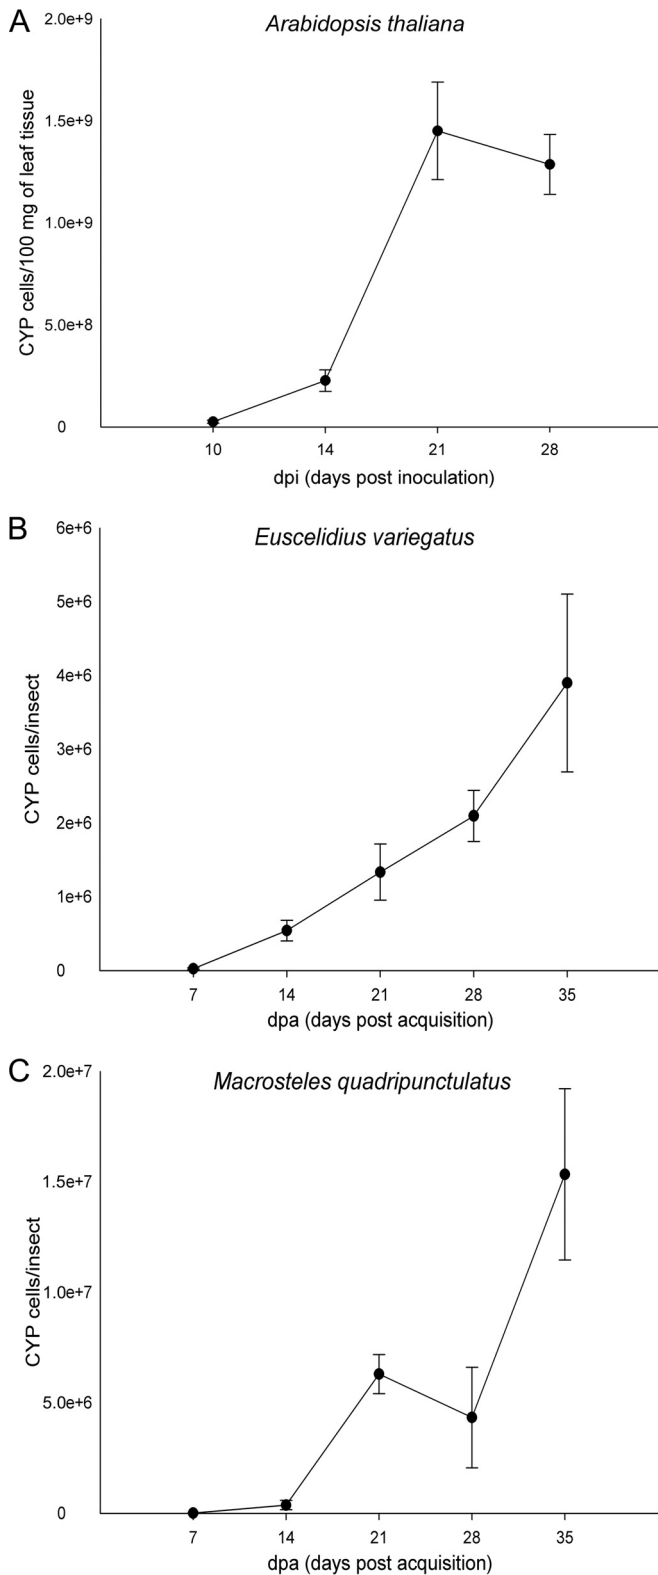 A
Arabidopsis thaliana
2.0e+9
1.5e+9
1.0e+9
5.0e+8
0
CYP cells/100 mg of leaf tissue
10 14 21 28
dpi (days post inoculation)
B
Euscelidius variegatus
6e+6
5e+6
4e+6
3e+6
2e+6
1e+6
0
CYP cells/insect
7 14 21 28 35
dpa (days post acquisition)
C
Macrosteles quadripunctulatus
2.0e+7
1.5e+7
1.0e+7
5.0e+6
0
CYP cells/insect
7 14 21 28 35
dpa (days post acquisition)